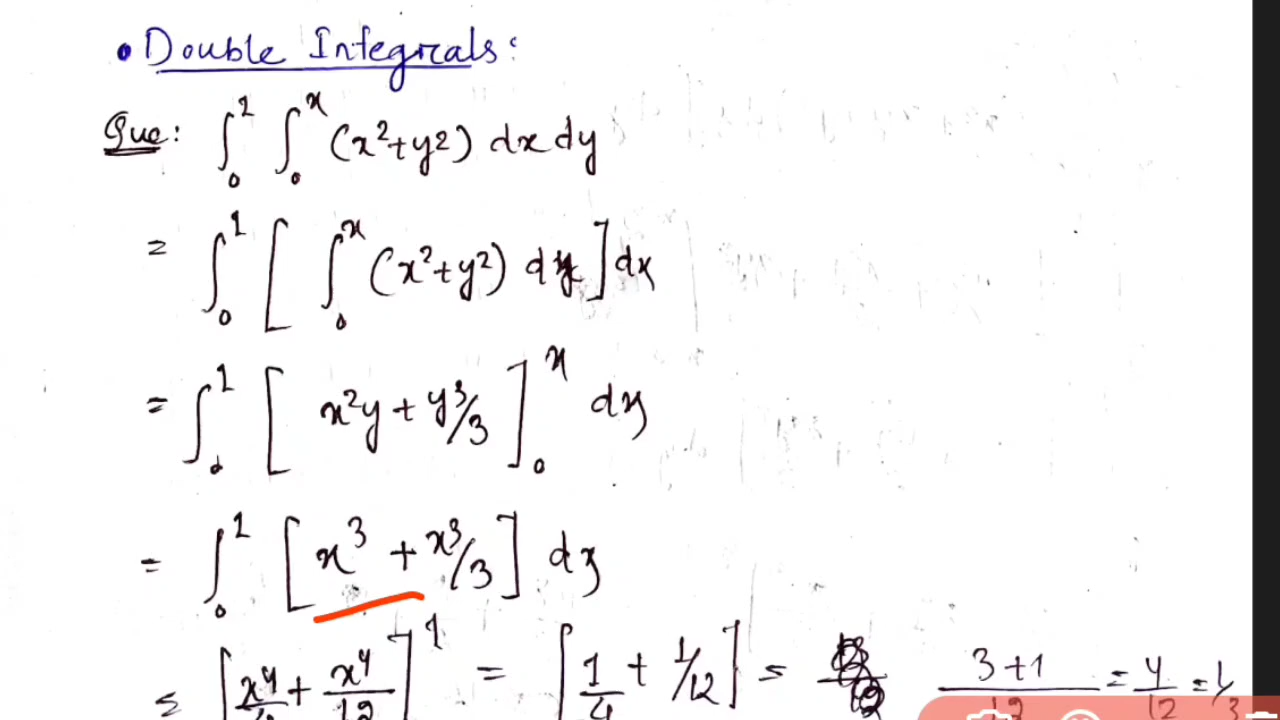 • Double Integrals:
Que: ∫₀¹ ∫₀ˣ (x²+y²) dx dy
= ∫₀¹ [ ∫₀ˣ (x²+y²) dy ] dx
= ∫₀¹ [ x²y + y³/3 ]₀ˣ dx
= ∫₀¹ [ x³ + x³/3 ] dx
= [ x⁴/4 + x⁴/12 ]¹ = [ 1/4 + 1/12 ] = 3+1/12 = 4/12 = 1/3